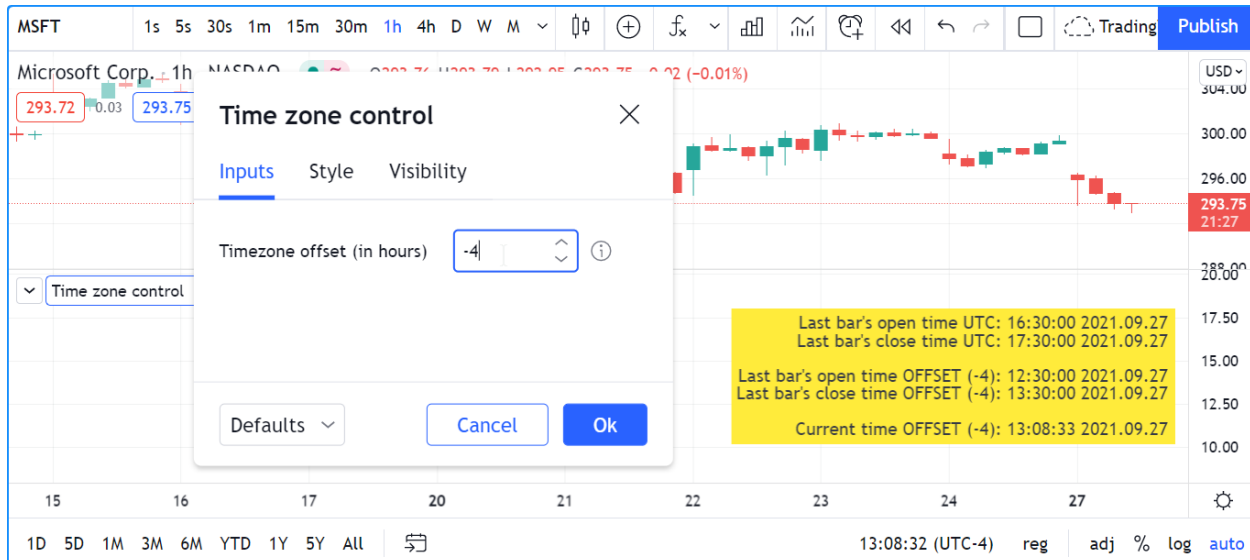 MSFT 1s 5s 30s 1m 15m 30m 1h 4h D W M Trading Publish
Microsoft Corp. 1h NASDAQ (−0.01%) USD
293.72 0.03 293.75
304.00
300.00
296.00
293.75
21:27
288.00
Time zone control
Inputs Style Visibility
Timezone offset (in hours) -4
Defaults Cancel Ok
Time zone control
20.00
17.50
15.00
12.50
10.00
Last bar's open time UTC: 16:30:00 2021.09.27
Last bar's close time UTC: 17:30:00 2021.09.27
Last bar's open time OFFSET (-4): 12:30:00 2021.09.27
Last bar's close time OFFSET (-4): 13:30:00 2021.09.27
Current time OFFSET (-4): 13:08:33 2021.09.27
15 16 17 20 21 22 23 24 27
1D 5D 1M 3M 6M YTD 1Y 5Y All 13:08:32 (UTC-4) reg adj % log auto